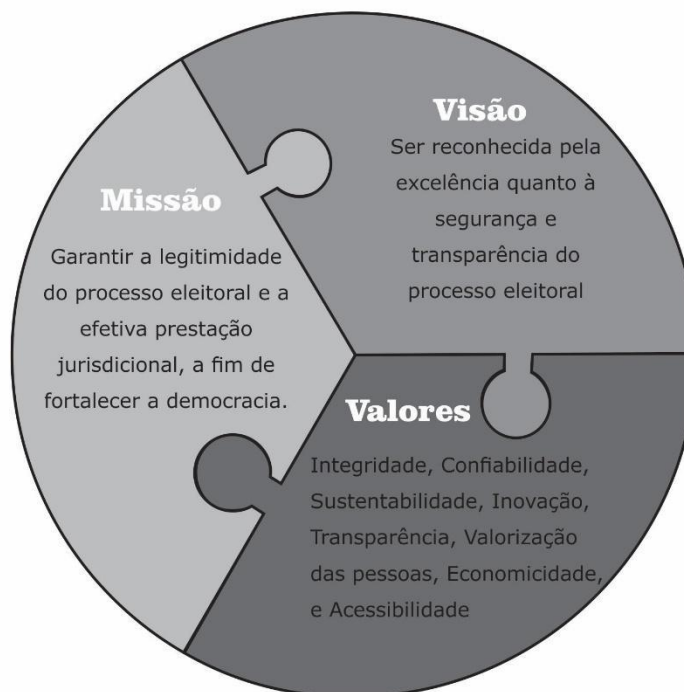 Missão
Garantir a legitimidade
do processo eleitoral e a
efetiva prestação
jurisdicional, a fim de
fortalecer a democracia.
Visão
Ser reconhecida pela
excelência quanto à
segurança e
transparência do
processo eleitoral
Valores
Integridade, Confiabilidade,
Sustentabilidade, Inovação,
Transparência, Valorização
das pessoas, Economicidade,
e Acessibilidade